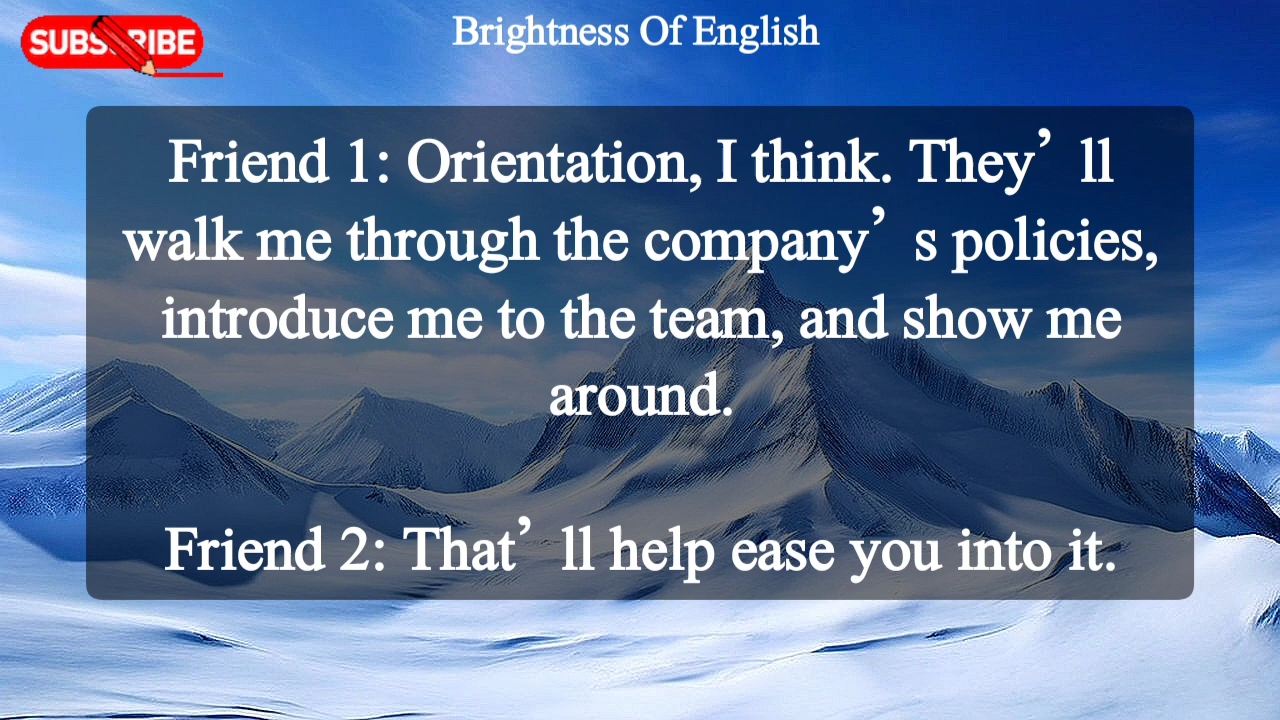 SUBSCRIBE
Brightness Of English
Friend 1: Orientation, I think. They’ll
walk me through the company’s policies,
introduce me to the team, and show me
around.
Friend 2: That’ll help ease you into it.